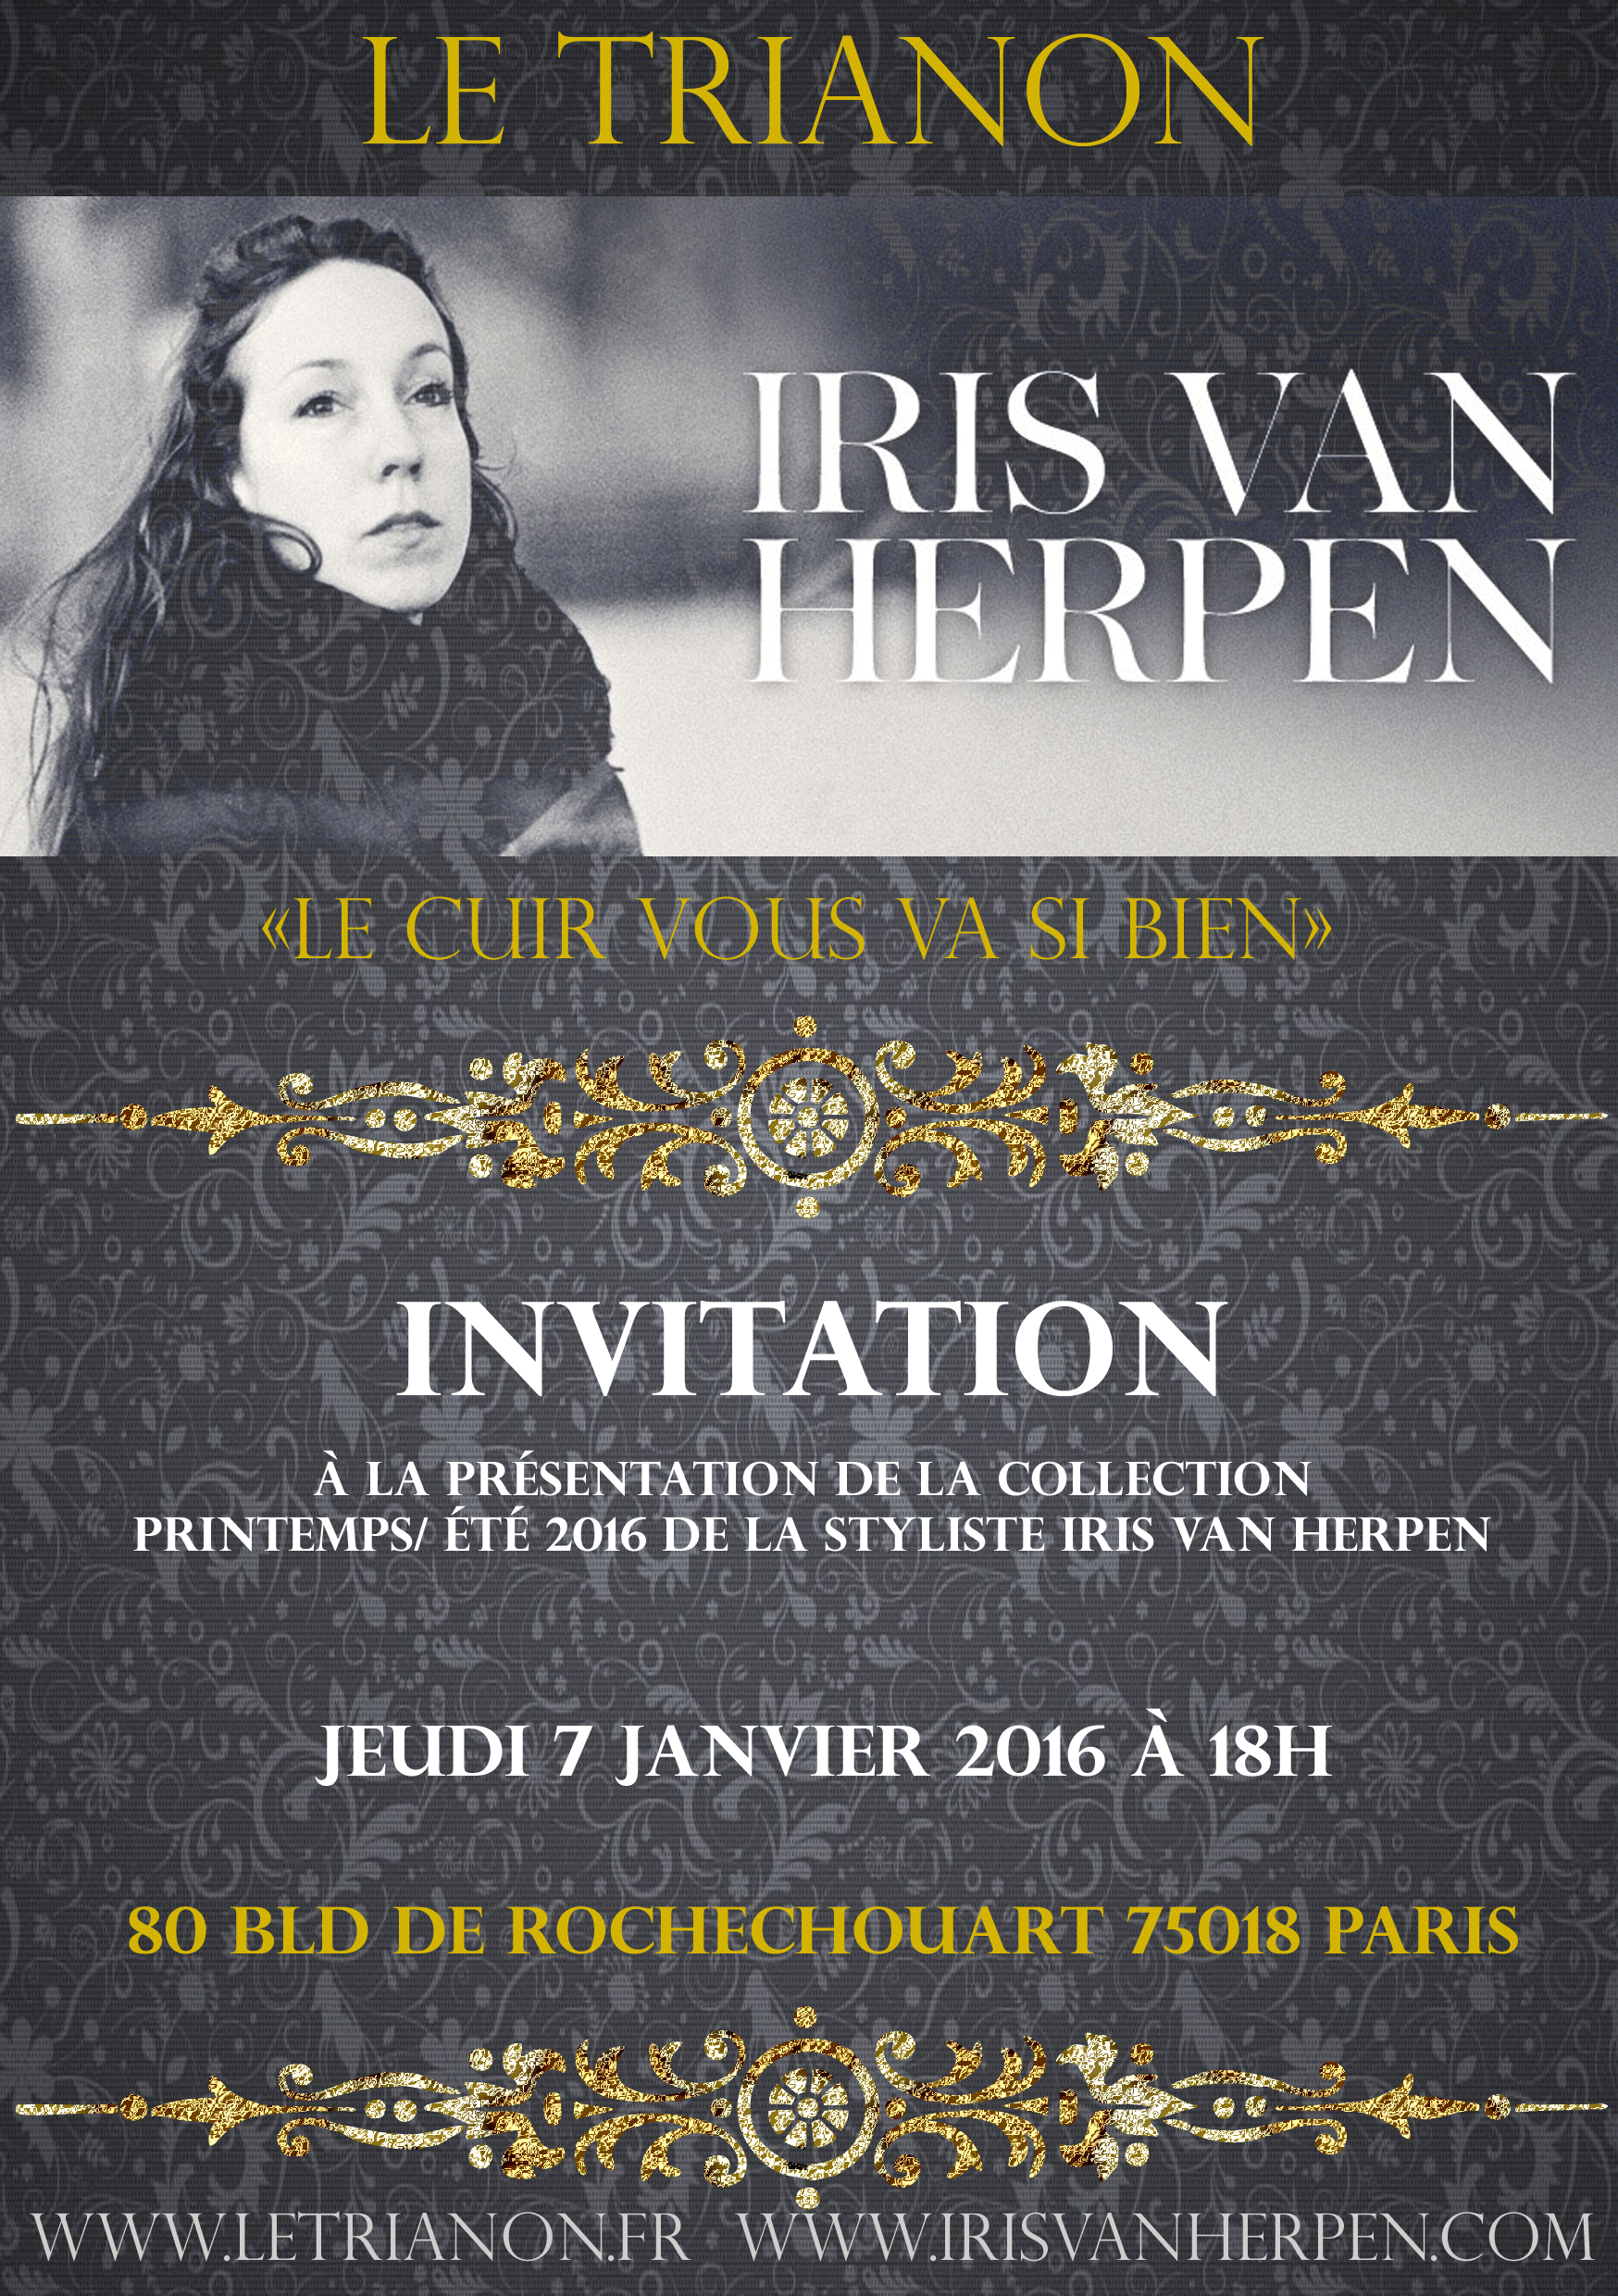 LE TRIANON
IRIS VAN
HERPEN
«LE CUIR VOUS VA SI BIEN»
INVITATION
À LA PRÉSENTATION DE LA COLLECTION
PRINTEMPS/ ÉTÉ 2016 DE LA STYLISTE IRIS VAN HERPEN
JEUDI 7 JANVIER 2016 À 18H
80 BLD DE ROCHECHOUART 75018 PARIS
WWW.LETRIANON.FR WWW.IRISVANHERPEN.COM